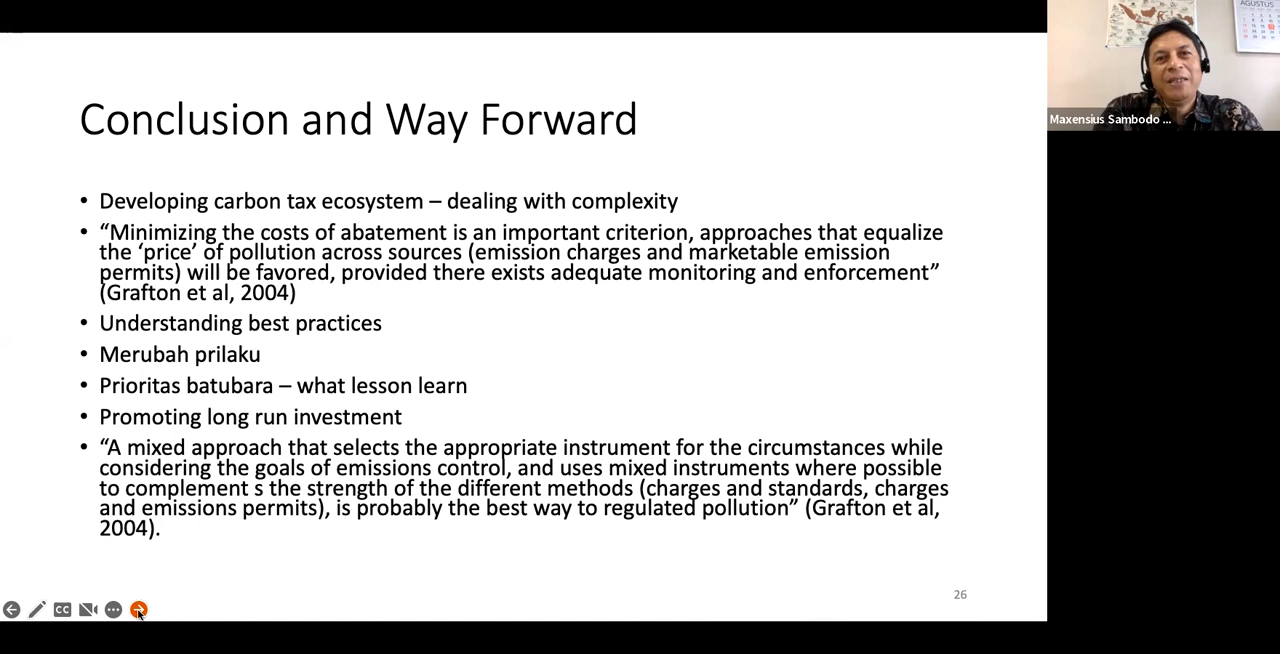 AGUSTUS
Maxensius Sambodo ...
Conclusion and Way Forward
• Developing carbon tax ecosystem – dealing with complexity
• “Minimizing the costs of abatement is an important criterion, approaches that equalize
the ‘price’ of pollution across sources (emission charges and marketable emission
permits) will be favored, provided there exists adequate monitoring and enforcement”
(Grafton et al, 2004)
• Understanding best practices
• Merubah prilaku
• Prioritas batubara – what lesson learn
• Promoting long run investment
• “A mixed approach that selects the appropriate instrument for the circumstances while
considering the goals of emissions control, and uses mixed instruments where possible
to complement s the strength of the different methods (charges and standards, charges
and emissions permits), is probably the best way to regulated pollution” (Grafton et al,
2004).
CC
26